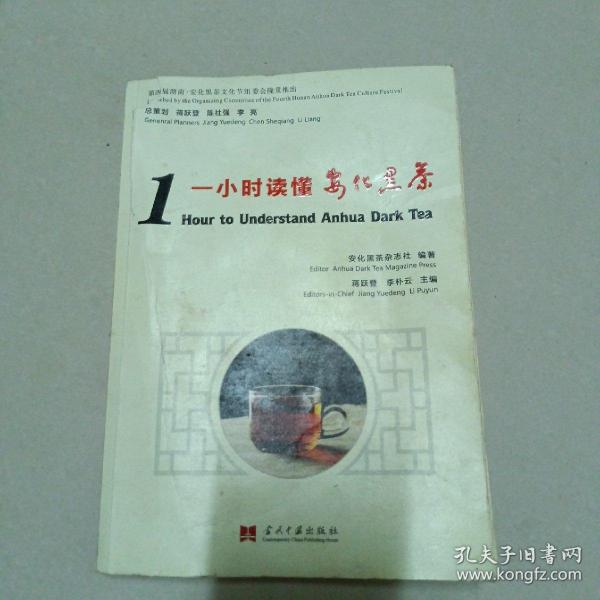 第四届湖南·安化黑茶文化节组委会隆重推出
by the Organizing Committee of the Fourth Hunan Anhua Dark Tea Culture Festival
总策划 蒋跃登 陈社强 李亮
Genenral Planners Jiang Yuedeng Chen Sheqiang Li Liang
1 一小时读懂 安化黑茶
Hour to Understand Anhua Dark Tea
安化黑茶杂志社 编著
Editor Anhua Dark Tea Magazine Press
蒋跃登 李朴云 主编
Editors-in-Chief Jiang Yuedeng Li Puyun
当代中国出版社
Contemporary China Publishing House
孔夫子旧书网
www.kongfz.com